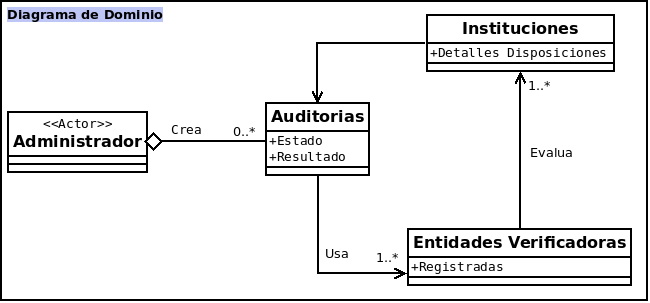 Diagrama de Dominio
Instituciones
+Detalles Disposiciones
1..*
<<Actor>>
Administrador
Crea
0..*
Auditorias
+Estado
+Resultado
Evalua
Usa
1..*
Entidades Verificadoras
+Registradas